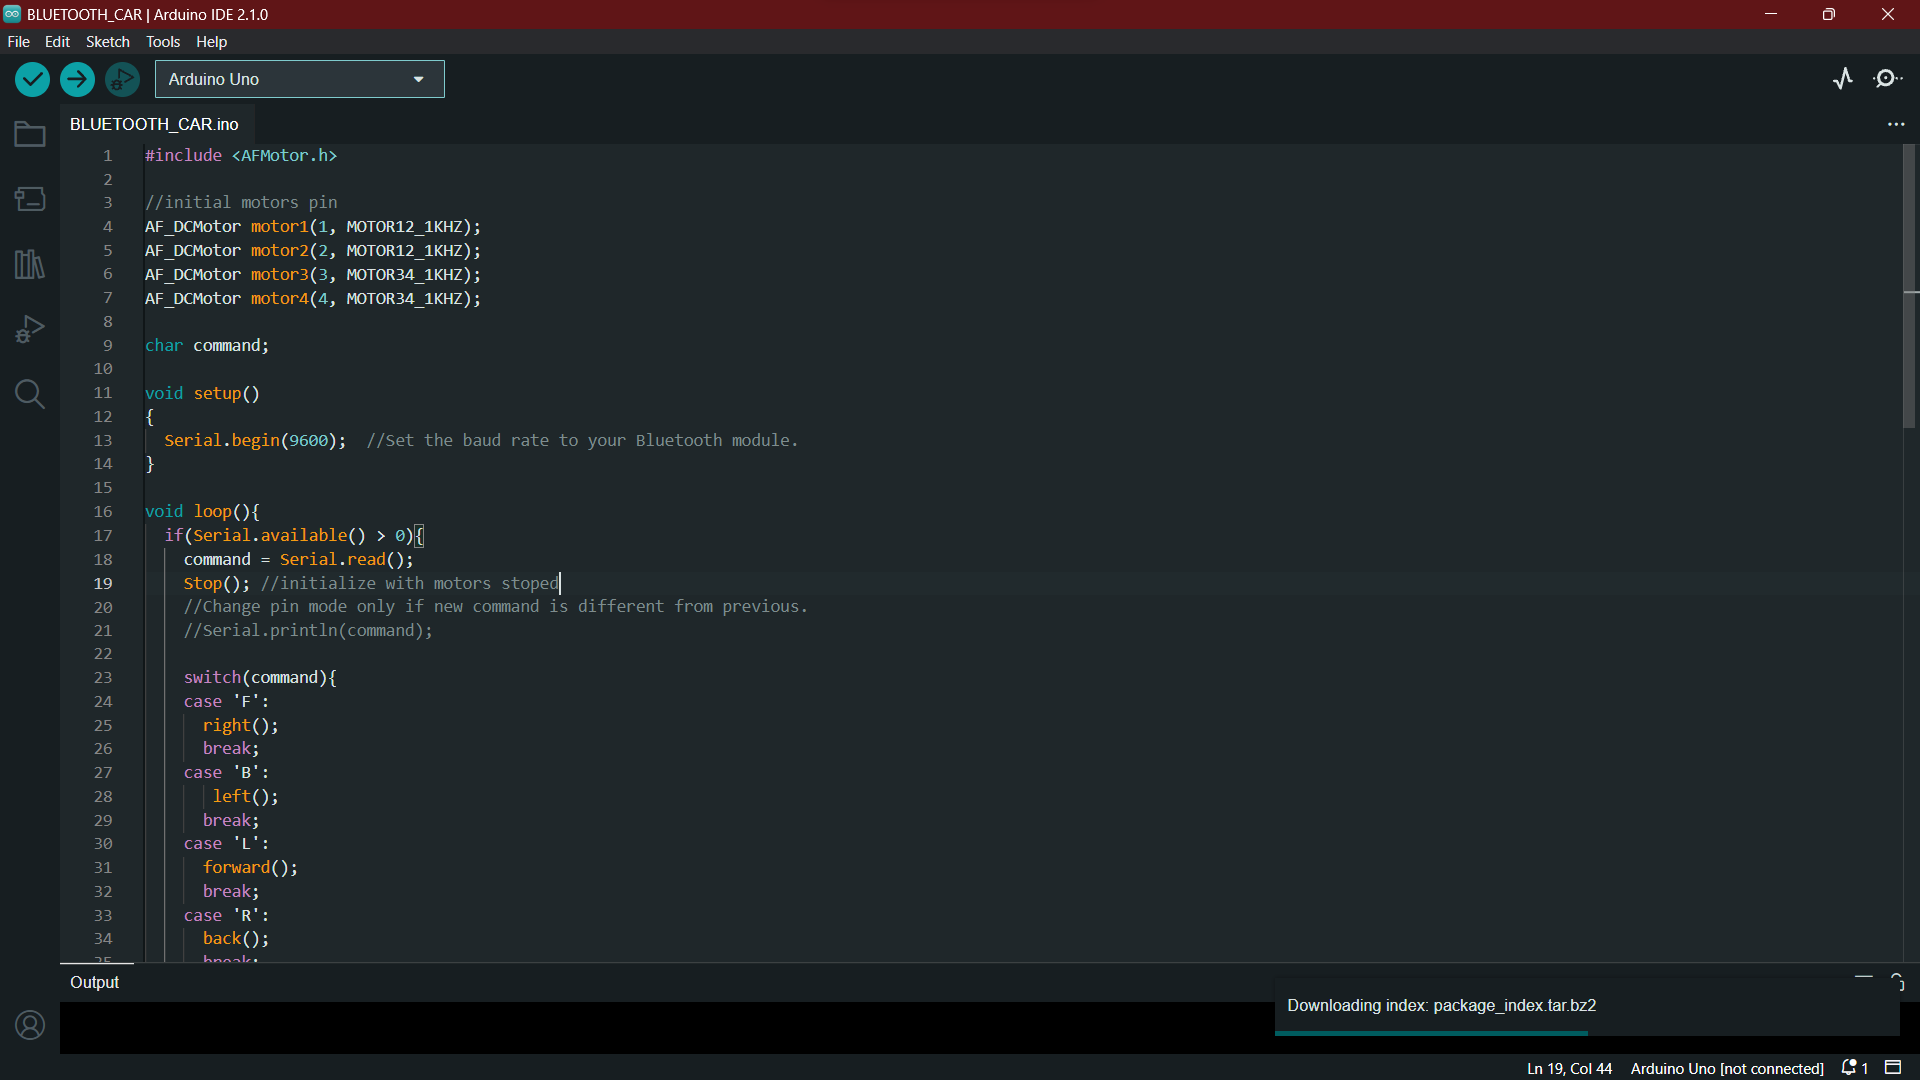 BLUETOOTH_CAR | Arduino IDE 2.1.0
File Edit Sketch Tools Help
Arduino Uno
BLUETOOTH_CAR.ino
1 #include <AFMotor.h>
2
3 //initial motors pin
4 AF_DCMotor motor1(1, MOTOR12_1KHZ);
5 AF_DCMotor motor2(2, MOTOR12_1KHZ);
6 AF_DCMotor motor3(3, MOTOR34_1KHZ);
7 AF_DCMotor motor4(4, MOTOR34_1KHZ);
8
9 char command;
10
11 void setup()
12 {
13 Serial.begin(9600); //Set the baud rate to your Bluetooth module.
14 }
15
16 void loop(){
17 if(Serial.available() > 0){
18 command = Serial.read();
19 Stop(); //initialize with motors stoped
20 //Change pin mode only if new command is different from previous.
21 //Serial.println(command);
22
23 switch(command){
24 case 'F':
25 right();
26 break;
27 case 'B':
28 left();
29 break;
30 case 'L':
31 forward();
32 break;
33 case 'R':
34 back();
35 break;
Output
Downloading index: package_index.tar.bz2
Ln 19, Col 44 Arduino Uno [not connected] 1